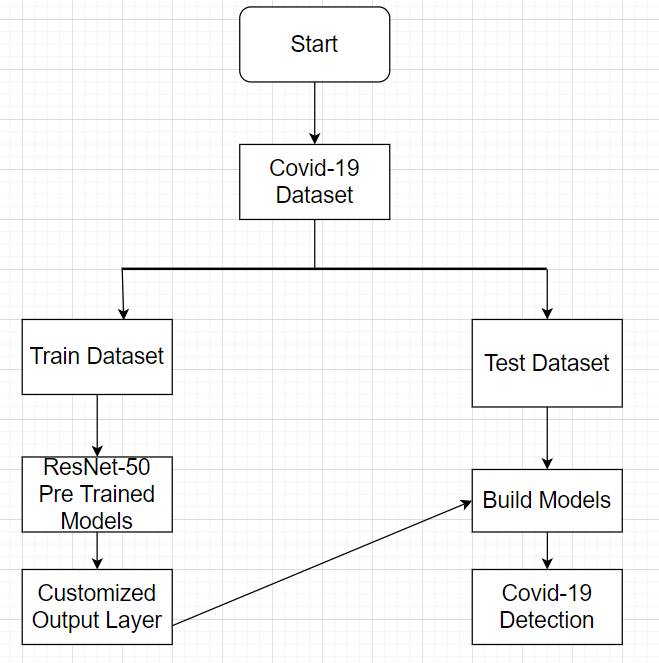 Start
Covid-19
Dataset
Train Dataset
Test Dataset
ResNet-50
Pre Trained
Models
Build Models
Customized
Output Layer
Covid-19
Detection